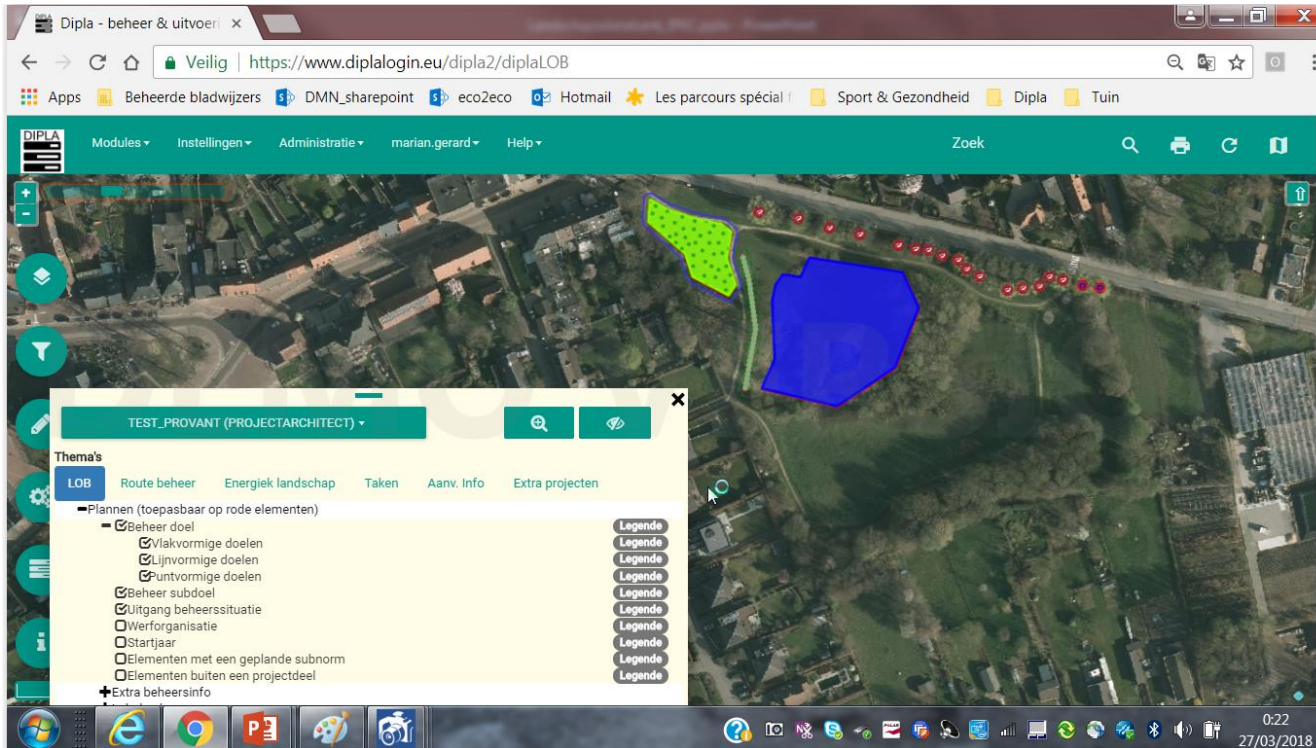 Dipla - beheer & uitvoeri
Veilig | https://www.diplalogin.eu/dipla2/diplaLOB
Apps Beheerde bladwijzers DMN_sharepoint eco2eco Hotmail Les parcours spécial f Sport & Gezondheid Dipla Tuin
DIPLA Modules Instellingen Administratie marian.gerard Help Zoek
TEST_PROVANT (PROJECTARCHITECT)
Thema's
LOB Route beheer Energiek landschap Taken Aanv. Info Extra projecten
Plannen (toepasbaar op rode elementen)
Beheer doel Legende
Vlakvormige doelen Legende
Lijnvormige doelen Legende
Puntvormige doelen Legende
Beheer subdoel Legende
Uitgang beheerssituatie Legende
Werforganisatie Legende
Startjaar Legende
Elementen met een geplande subnorm Legende
Elementen buiten een projectdeel Legende
Extra beheersinfo
0:22
27/03/2018